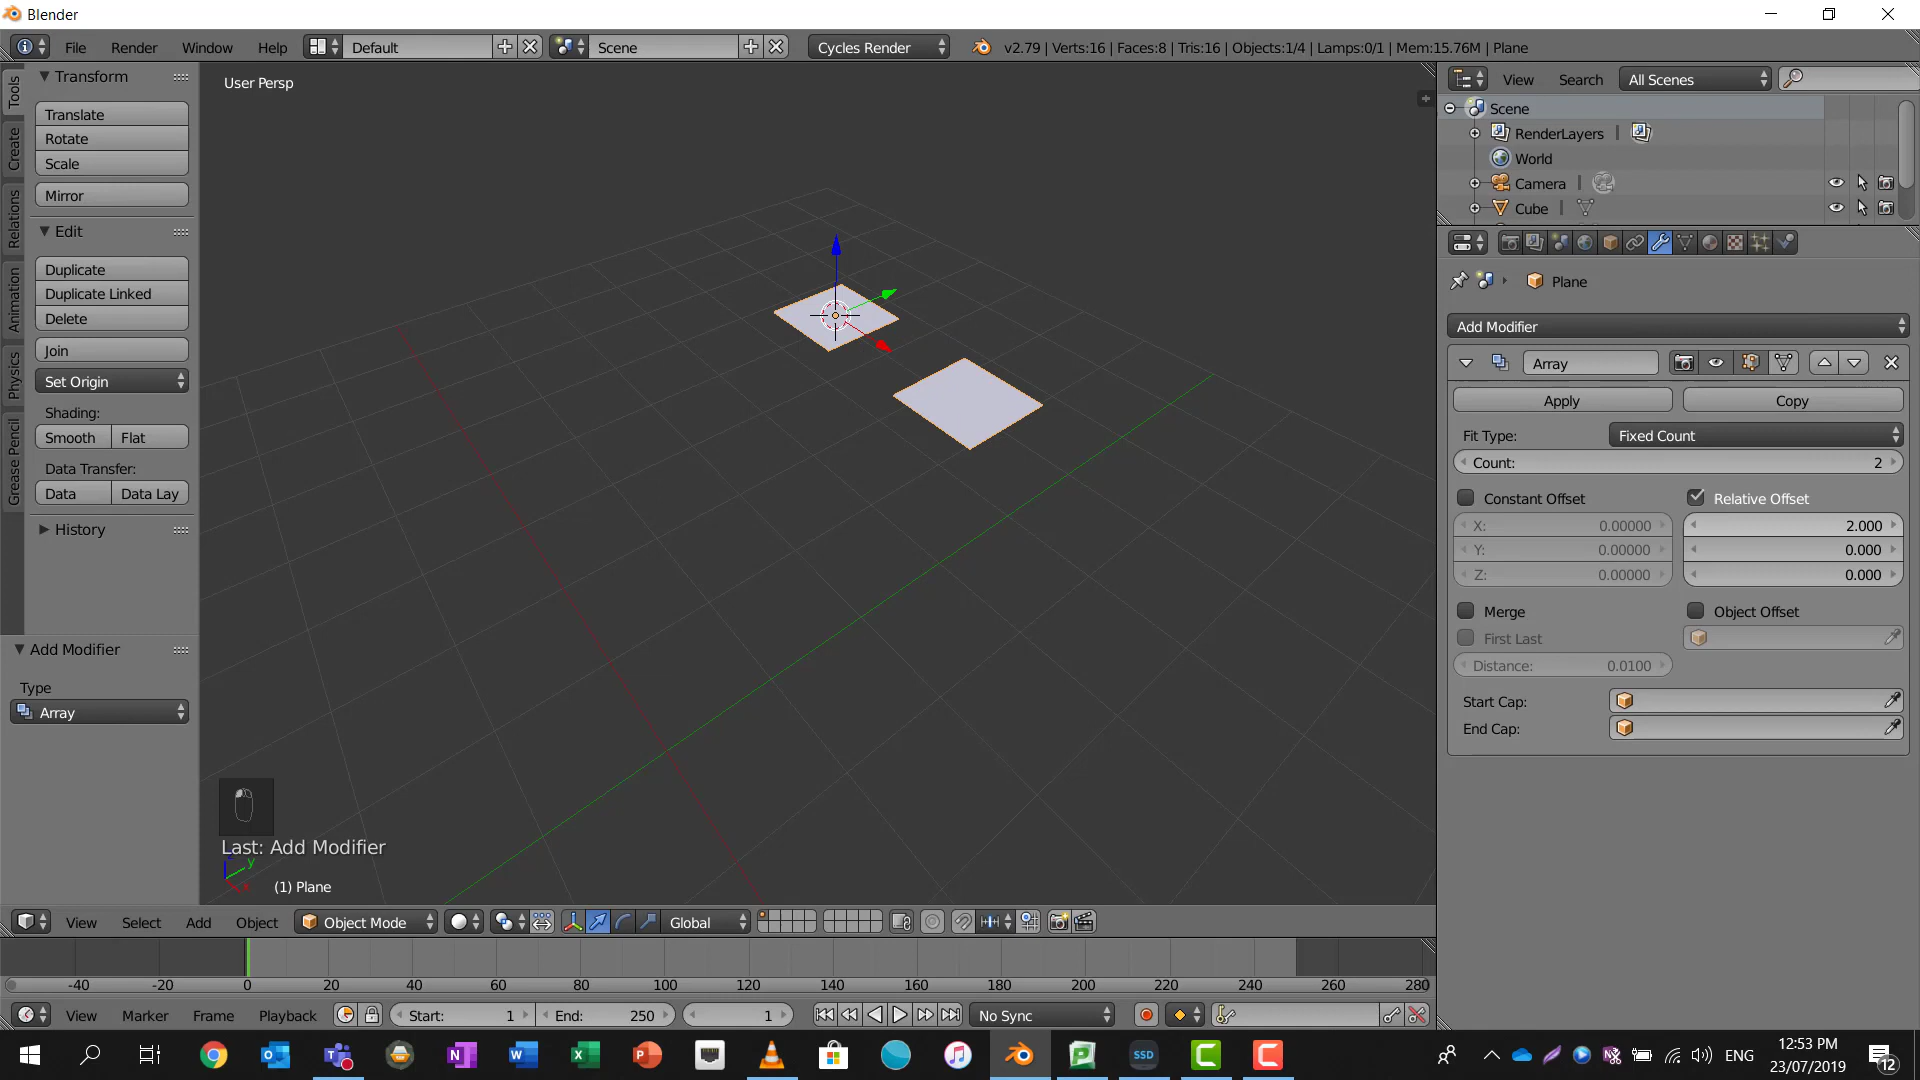 Blender
File Render Window Help Default Scene Cycles Render v2.79 | Verts:16 | Faces:8 | Tris:16 | Objects:1/4 | Lamps:0/1 | Mem:15.76M | Plane
Tools
Create
Relations
Animation
Physics
Grease Pencil
Transform
Translate
Rotate
Scale
Mirror
Edit
Duplicate
Duplicate Linked
Delete
Join
Set Origin
Shading:
Smooth Flat
Data Transfer:
Data Data Lay
History
Add Modifier
Type
Array
User Persp
Last: Add Modifier
z
y
x
(1) Plane
View Select Add Object Object Mode Global
-40 -20 0 20 40 60 80 100 120 140 160 180 200 220 240 260 280
View Marker Frame Playback Start: 1 End: 250 1 No Sync
View Search All Scenes
Scene
RenderLayers |
World
Camera |
Cube |
Plane
Add Modifier
Array
Apply Copy
Fit Type: Fixed Count
Count: 2
Constant Offset Relative Offset
X: 0.00000 2.000
Y: 0.00000 0.000
Z: 0.00000 0.000
Merge Object Offset
First Last
Distance: 0.0100
Start Cap:
End Cap:
SSD
ENG
12:53 PM
23/07/2019
12